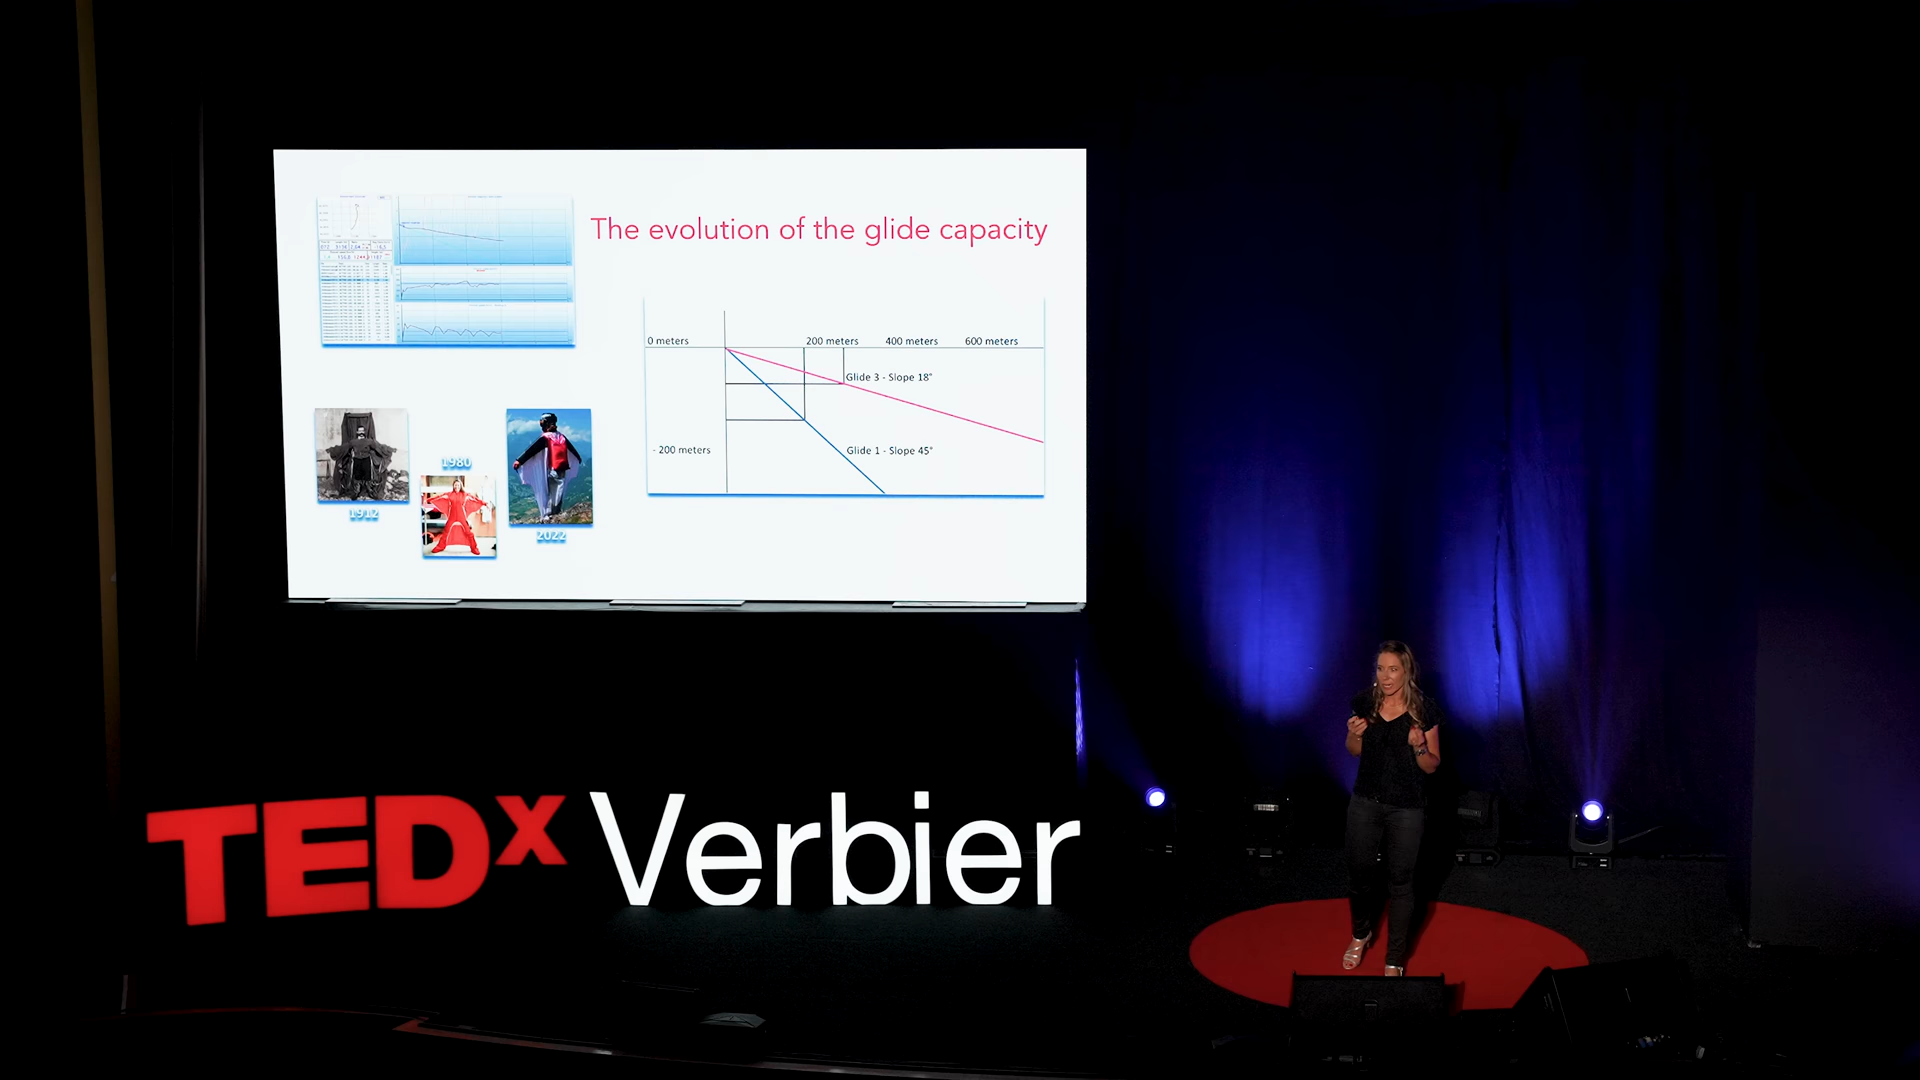 The evolution of the glide capacity
0 meters
200 meters
400 meters
600 meters
Glide 3 - Slope 18°
- 200 meters
Glide 1 - Slope 45°
1912
1980
2022
TEDx Verbier